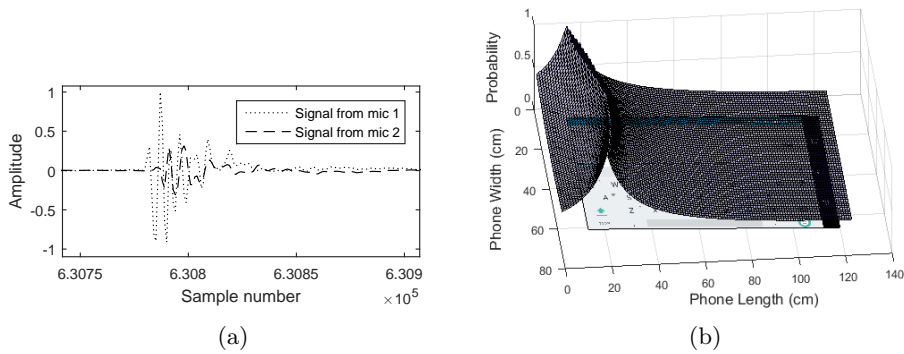 1
0.5
0
-0.5
-1
Amplitude
Signal from mic 1
Signal from mic 2
6.3075
6.308
6.3085
6.309
Sample number
×10⁵
(a)
1
0.5
0
Probability
0
20
40
60
80
Phone Width (cm)
W
A
S
Z
0
20
40
60
80
100
120
140
Phone Length (cm)
(b)